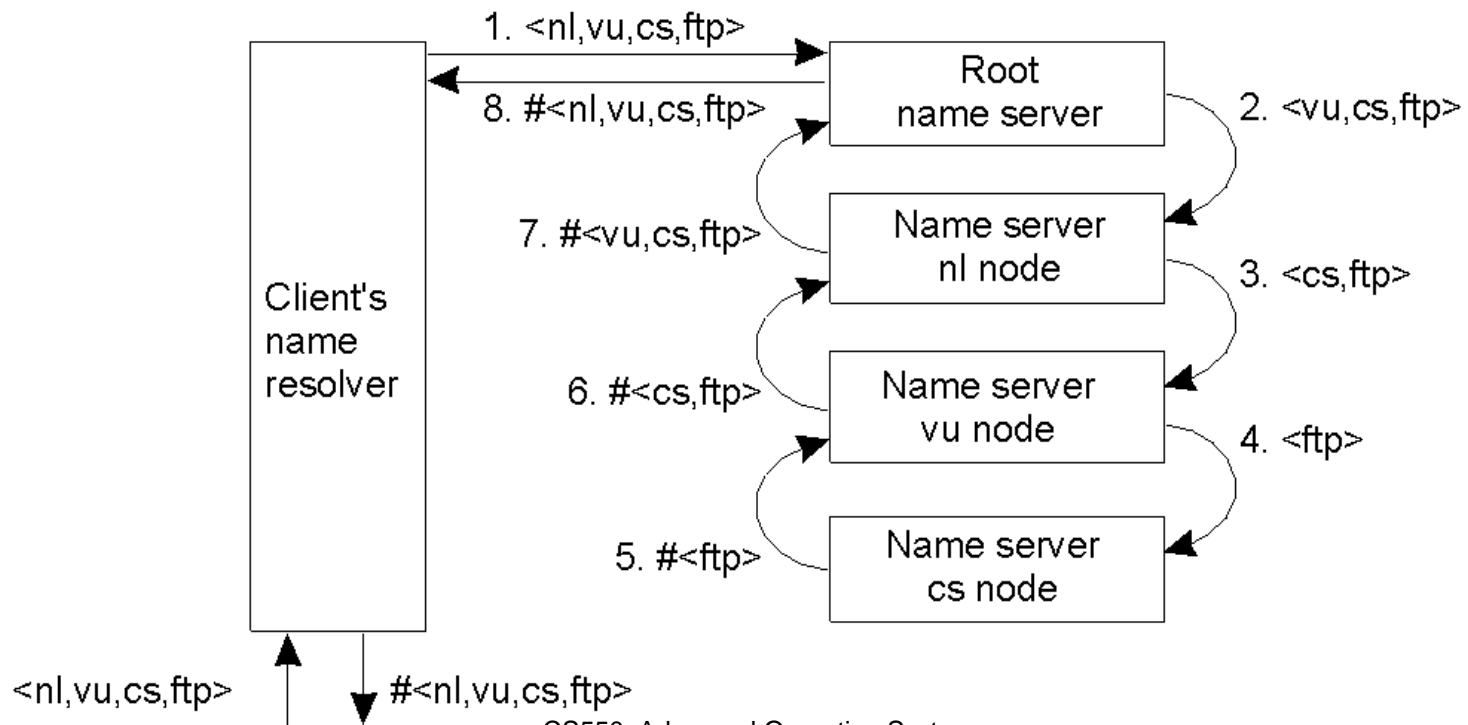 1. <nl,vu,cs,ftp>
Root
name server
8. #<nl,vu,cs,ftp>
2. <vu,cs,ftp>
7. #<vu,cs,ftp>
Name server
nl node
3. <cs,ftp>
Client's
name
resolver
6. #<cs,ftp>
Name server
vu node
4. <ftp>
5. #<ftp>
Name server
cs node
<nl,vu,cs,ftp>
#<nl,vu,cs,ftp>